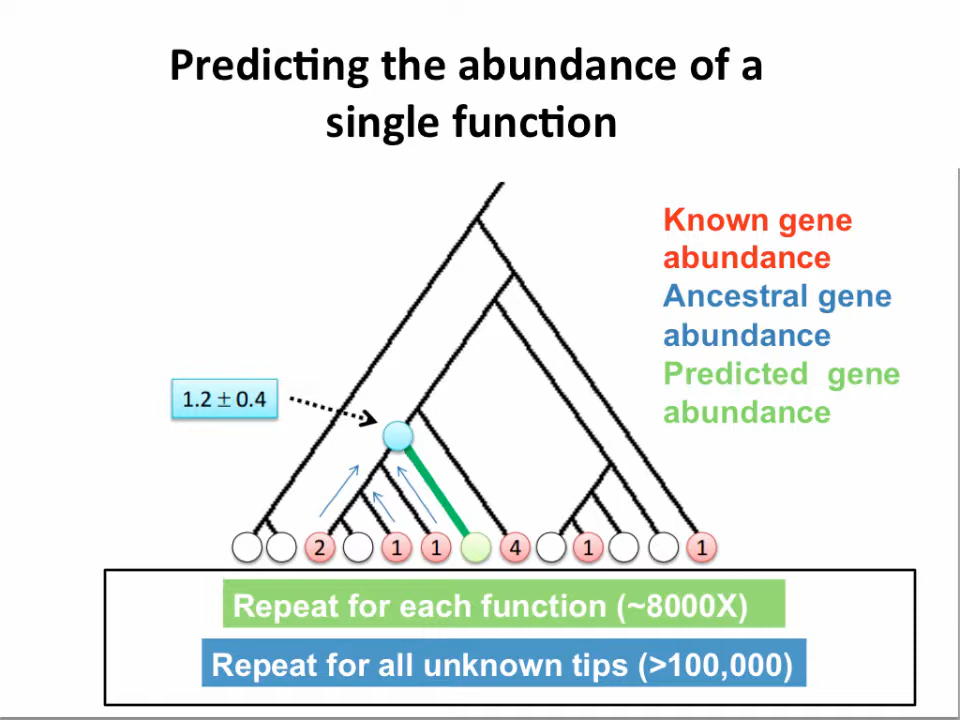 Predicting the abundance of a
single function
Known gene
abundance
Ancestral gene
abundance
Predicted gene
abundance
1.2 ± 0.4
2 1 1 4 1 1
Repeat for each function (~8000X)
Repeat for all unknown tips (>100,000)